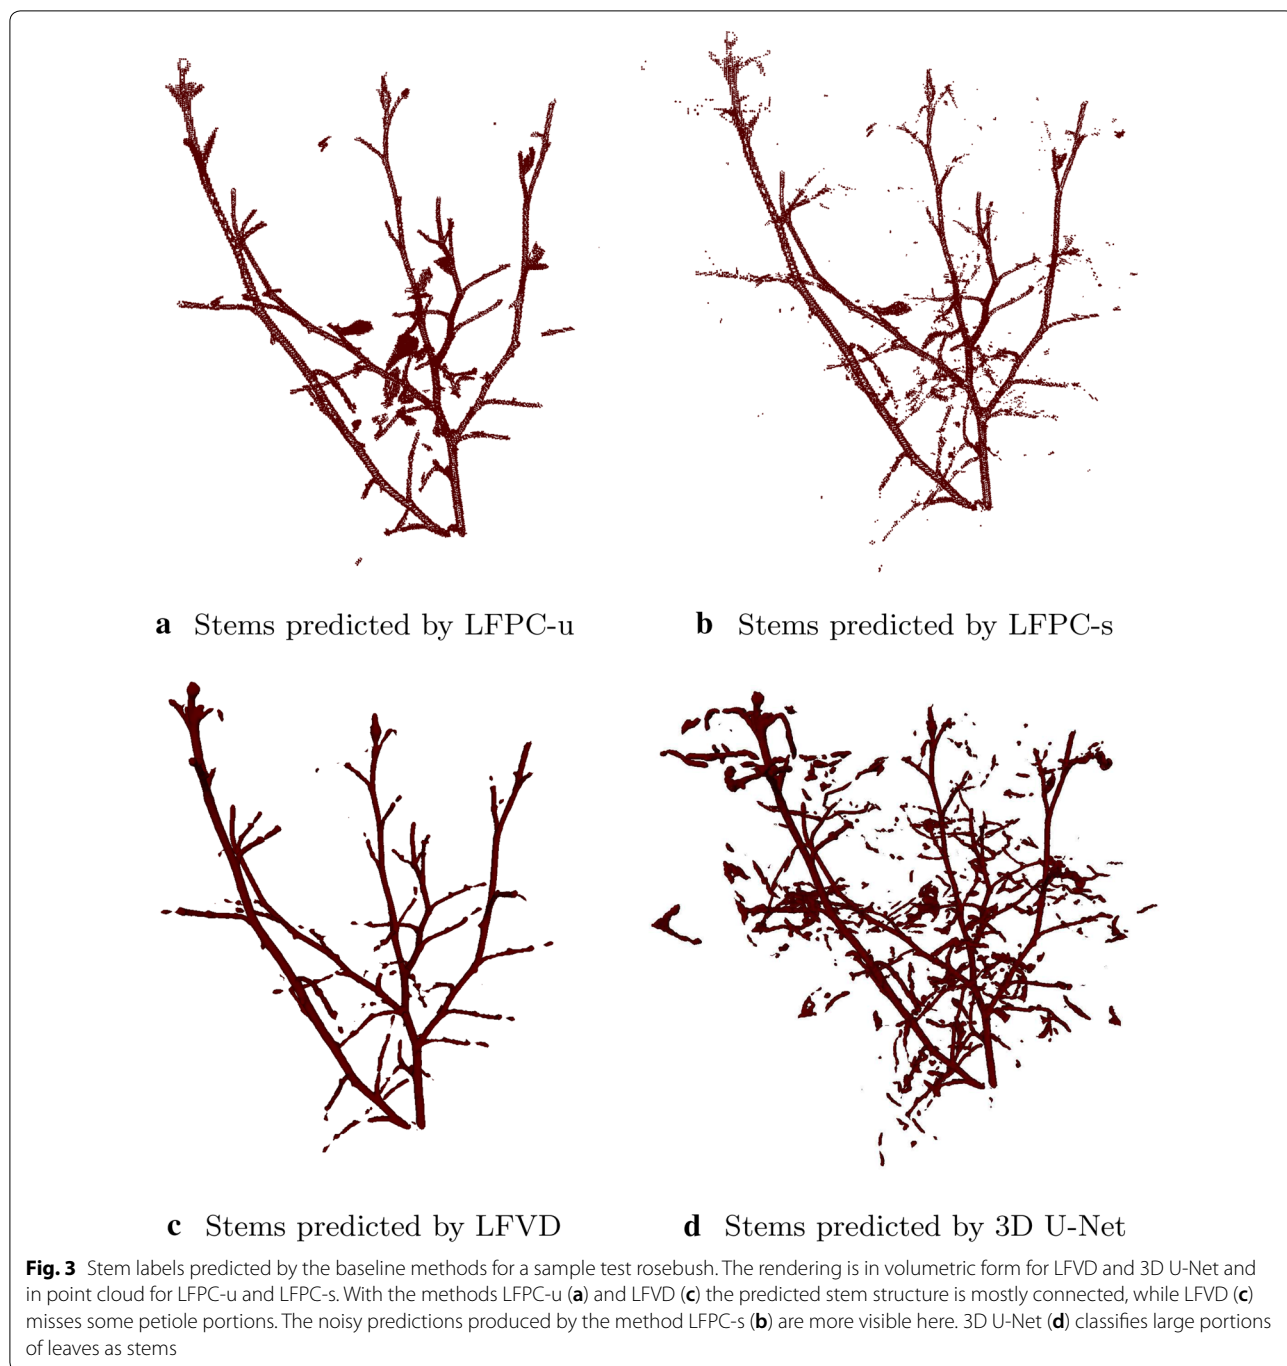 a Stems predicted by LFPC-u
b Stems predicted by LFPC-s
c Stems predicted by LFVD
d Stems predicted by 3D U-Net
Fig. 3 Stem labels predicted by the baseline methods for a sample test rosebush. The rendering is in volumetric form for LFVD and 3D U-Net and
in point cloud for LFPC-u and LFPC-s. With the methods LFPC-u (a) and LFVD (c) the predicted stem structure is mostly connected, while LFVD (c)
misses some petiole portions. The noisy predictions produced by the method LFPC-s (b) are more visible here. 3D U-Net (d) classifies large portions
of leaves as stems